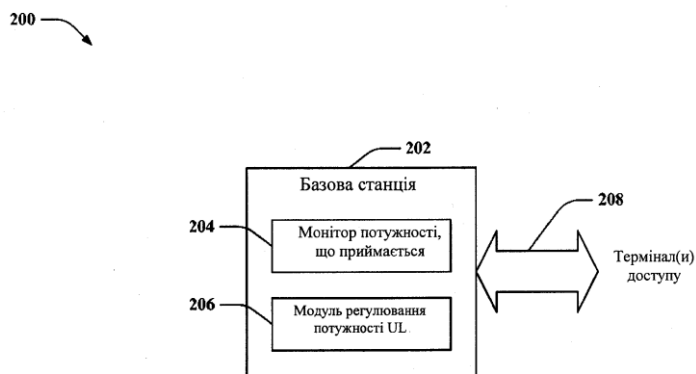 200
202
Базова станція
204
Монітор потужності,
що приймається
208
Термінал(и)
доступу
206
Модуль регулювання
потужності UL